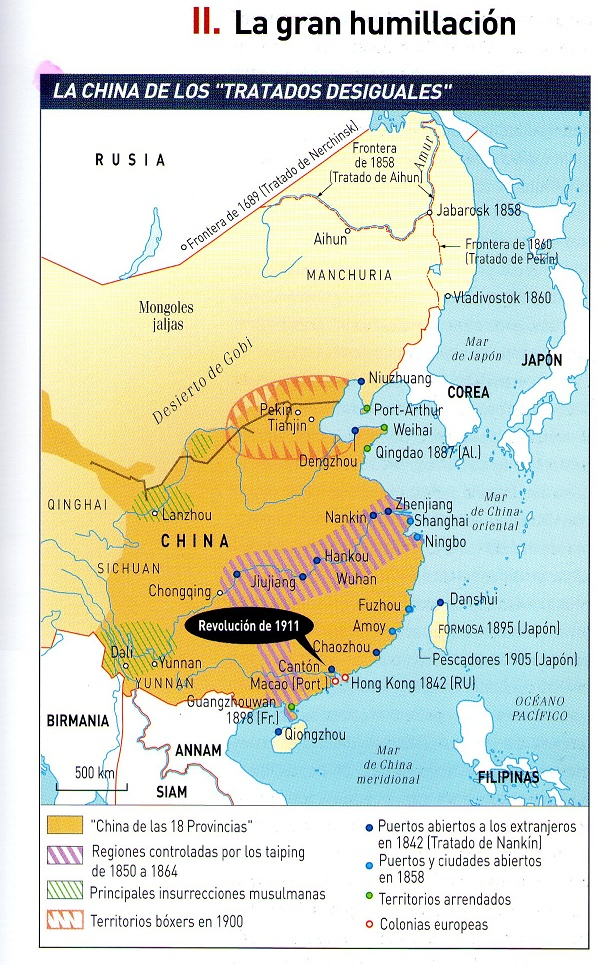 II. La gran humillación
LA CHINA DE LOS "TRATADOS DESIGUALES"
RUSIA
Frontera de 1689 (Tratado de Nerchinsk)
Frontera
de 1858
(Tratado de Aihun)
Amur
Jabarosk 1858
Aihun
Frontera de 1860
(Tratado de Pekín)
MANCHURIA
Vladivostok 1860
Mongoles
jaljas
Mar
de Japón
JAPÓN
Desierto de Gobi
Niuzhuang
COREA
Pekín
Port-Arthur
Tianjin
Weihai
Dengzhou
Qingdao 1887 (Al.)
QINGHAI
Lanzhou
Zhenjiang
Mar
de China
oriental
Nankin
Shanghai
CHINA
Ningbo
Hankou
SICHUAN
Jiujiang
Wuhan
Chongqing
Danshui
Fuzhou
Revolución de 1911
Amoy
FORMOSA 1895 (Japón)
Chaozhou
Dali
Yunnan
Pescadores 1905 (Japón)
Cantón
YUNNAN
Macao (Port.)
Hong Kong 1842 (RU)
Guangzhouwan
1898 (Fr.)
OCÉANO
PACÍFICO
BIRMANIA
Qiongzhou
ANNAM
Mar
de China
meridional
500 km
SIAM
FILIPINAS
"China de las 18 Provincias"
Regiones controladas por los taiping
de 1850 a 1864
Principales insurrecciones musulmanas
Territorios bóxers en 1900
Puertos abiertos a los extranjeros
en 1842 (Tratado de Nankín)
Puertos y ciudades abiertos
en 1858
Territorios arrendados
Colonias europeas